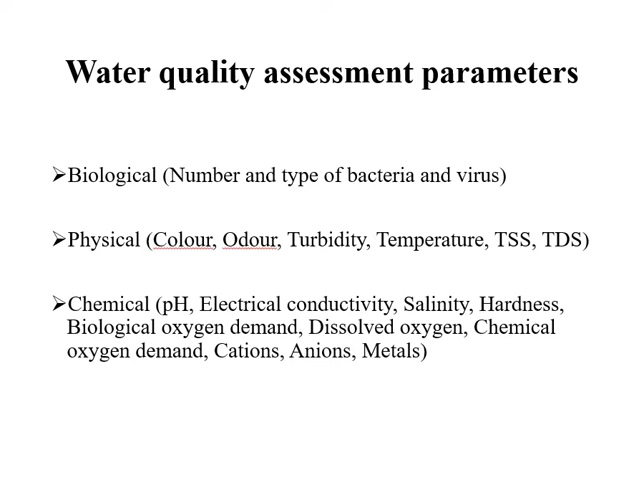 Water quality assessment parameters
➢Biological (Number and type of bacteria and virus)
➢Physical (Colour, Odour, Turbidity, Temperature, TSS, TDS)
➢Chemical (pH, Electrical conductivity, Salinity, Hardness,
Biological oxygen demand, Dissolved oxygen, Chemical
oxygen demand, Cations, Anions, Metals)